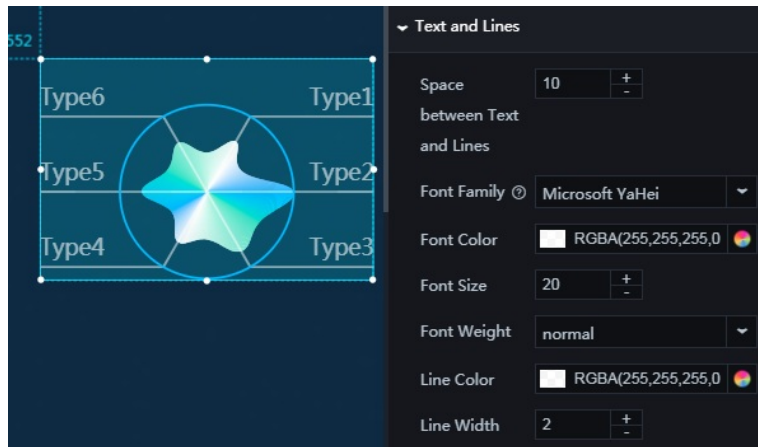 552
Type6
Type1
Type5
Type2
Type4
Type3
Text and Lines
Space
between Text
and Lines
10
+
-
Font Family ?
Microsoft YaHei
Font Color
RGBA(255,255,255,0
Font Size
20
+
-
Font Weight
normal
Line Color
RGBA(255,255,255,0
Line Width
2
+
-